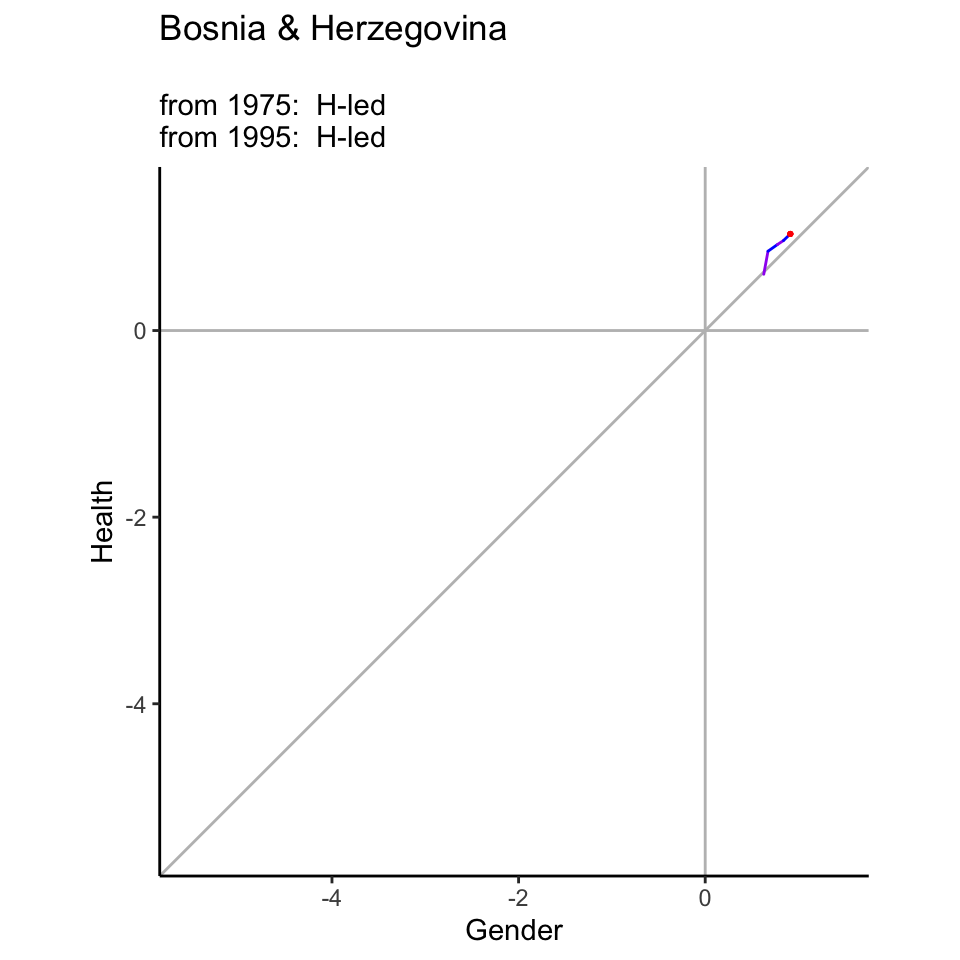 Bosnia & Herzegovina
from 1975:  H-led
from 1995:  H-led
0
-2
-4
Health
-4
-2
0
Gender